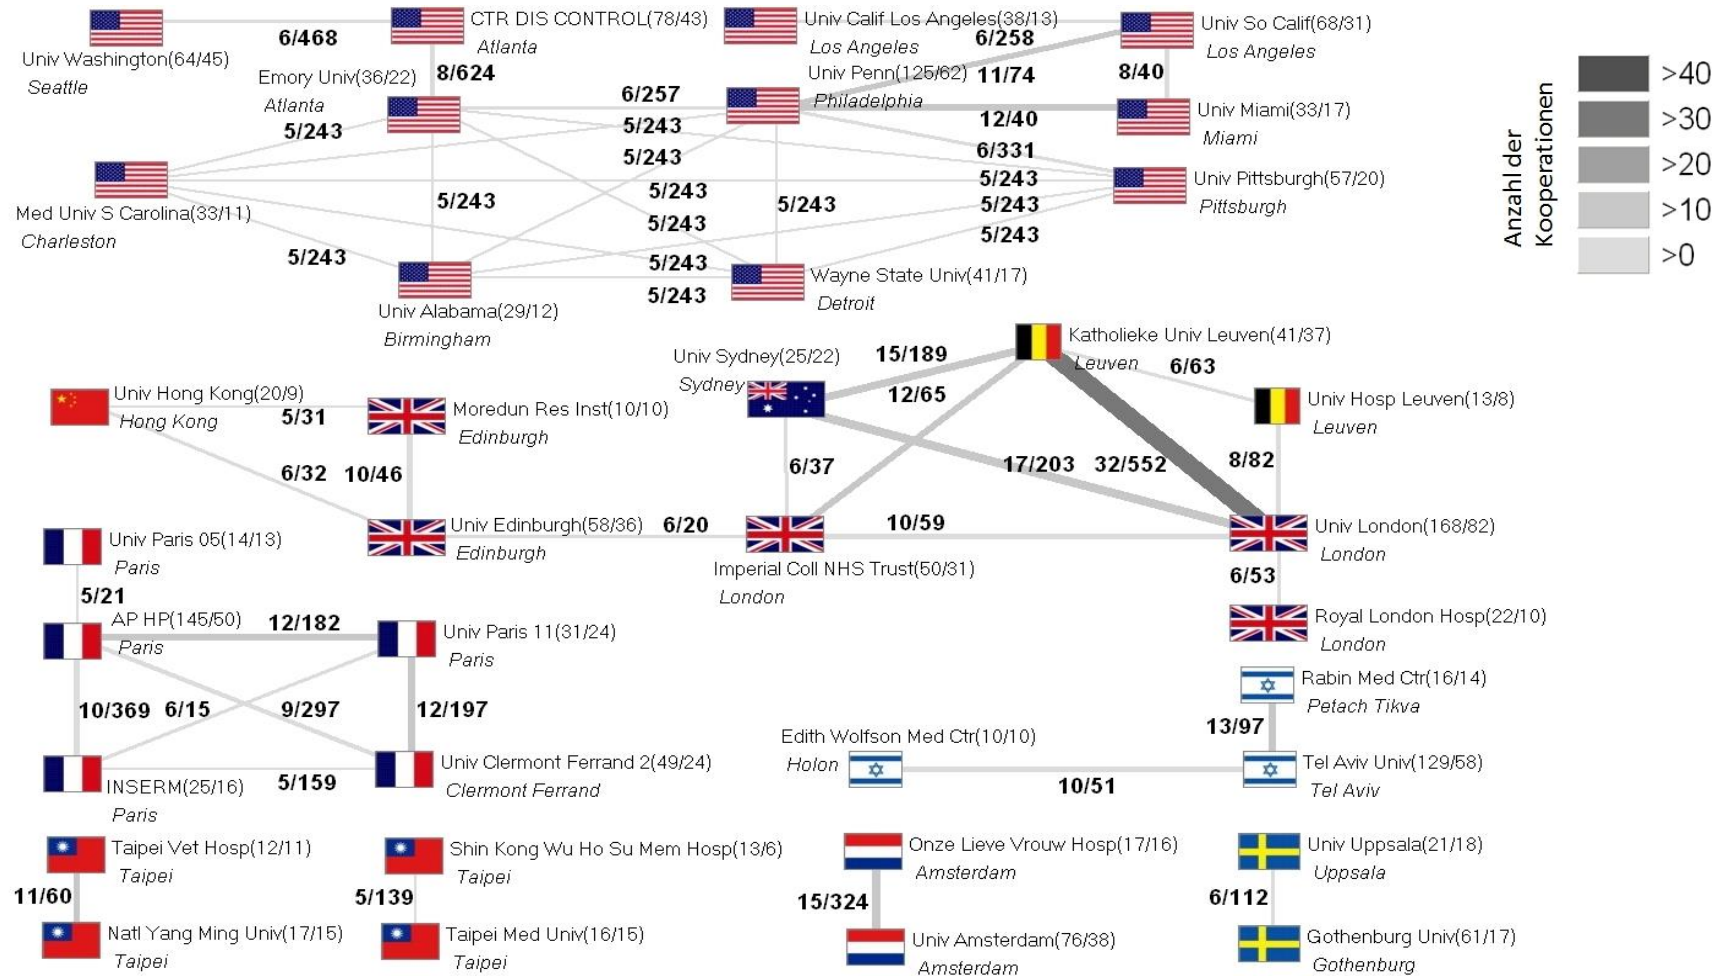 CTR DIS CONTROL(78/43)
Atlanta
Univ Calif Los Angeles(38/13)
Los Angeles
Univ So Calif(68/31)
Los Angeles
6/468
6/258
Univ Washington(64/45)
Seattle
Emory Univ(36/22)
Atlanta
8/624
Univ Penn(125/62)
Philadelphia
11/74
8/40
6/257
5/243
5/243
12/40
Univ Miami(33/17)
Miami
5/243
6/331
Med Univ S Carolina(33/11)
Charleston
5/243
5/243
5/243
5/243
5/243
5/243
Univ Pittsburgh(57/20)
Pittsburgh
5/243
5/243
5/243
5/243
5/243
Univ Alabama(29/12)
Birmingham
Wayne State Univ(41/17)
Detroit
Anzahl der
Kooperationen
>40
>30
>20
>10
>0
Univ Sydney(25/22)
Sydney
15/189
12/65
Katholieke Univ Leuven(41/37)
Leuven
6/63
Univ Hosp Leuven(13/8)
Leuven
Univ Hong Kong(20/9)
Hong Kong
5/31
Moredun Res Inst(10/10)
Edinburgh
6/32
10/46
6/37
17/203
32/552
8/82
Univ Edinburgh(58/36)
Edinburgh
6/20
10/59
Univ London(168/82)
London
Imperial Coll NHS Trust(50/31)
London
6/53
Royal London Hosp(22/10)
London
Univ Paris 05(14/13)
Paris
5/21
AP HP(145/50)
Paris
12/182
Univ Paris 11(31/24)
Paris
10/369
6/15
9/297
12/197
INSERM(25/16)
Paris
5/159
Univ Clermont Ferrand 2(49/24)
Clermont Ferrand
Rabin Med Ctr(16/14)
Petach Tikva
13/97
Edith Wolfson Med Ctr(10/10)
Holon
10/51
Tel Aviv Univ(129/58)
Tel Aviv
Taipei Vet Hosp(12/11)
Taipei
11/60
Natl Yang Ming Univ(17/15)
Taipei
Shin Kong Wu Ho Su Mem Hosp(13/6)
Taipei
5/139
Taipei Med Univ(16/15)
Taipei
Onze Lieve Vrouw Hosp(17/16)
Amsterdam
15/324
Univ Amsterdam(76/38)
Amsterdam
Univ Uppsala(21/18)
Uppsala
6/112
Gothenburg Univ(61/17)
Gothenburg